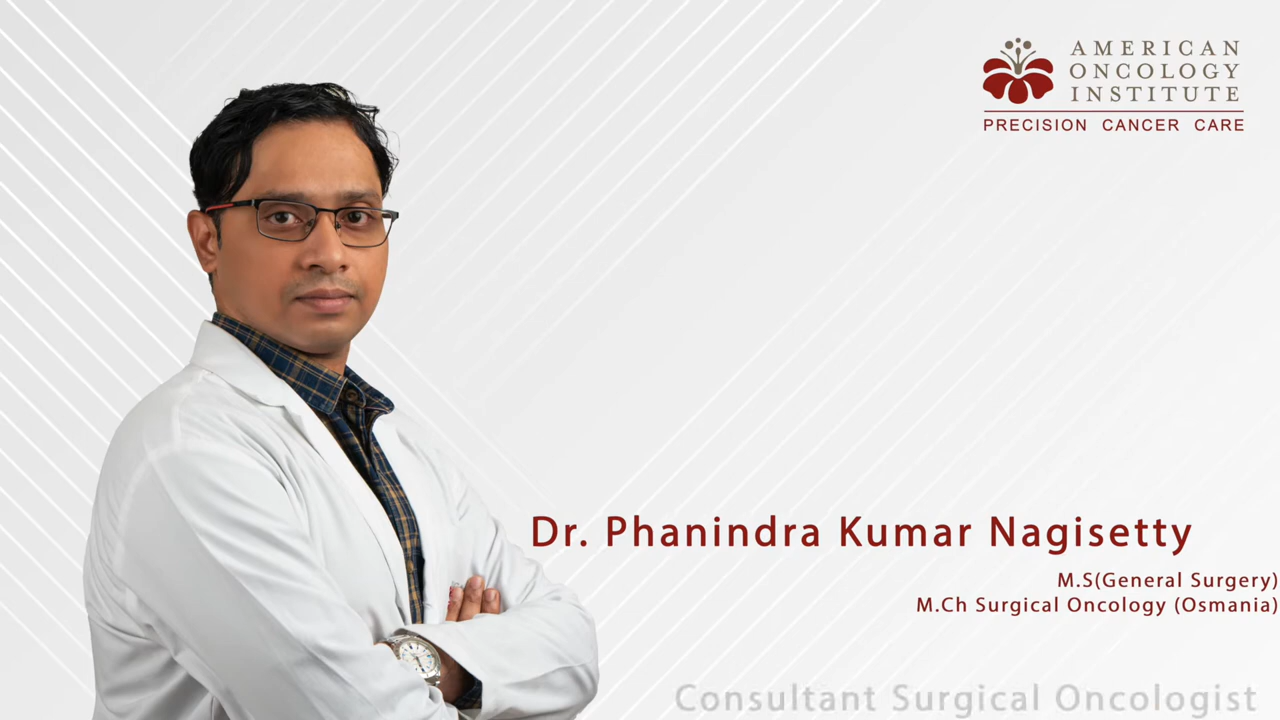 AMERICAN
ONCOLOGY
INSTITUTE
PRECISION CANCER CARE
Dr. Phanindra Kumar Nagisetty
M.S(General Surgery)
M.Ch Surgical Oncology (Osmania)
Consultant Surgical Oncologist